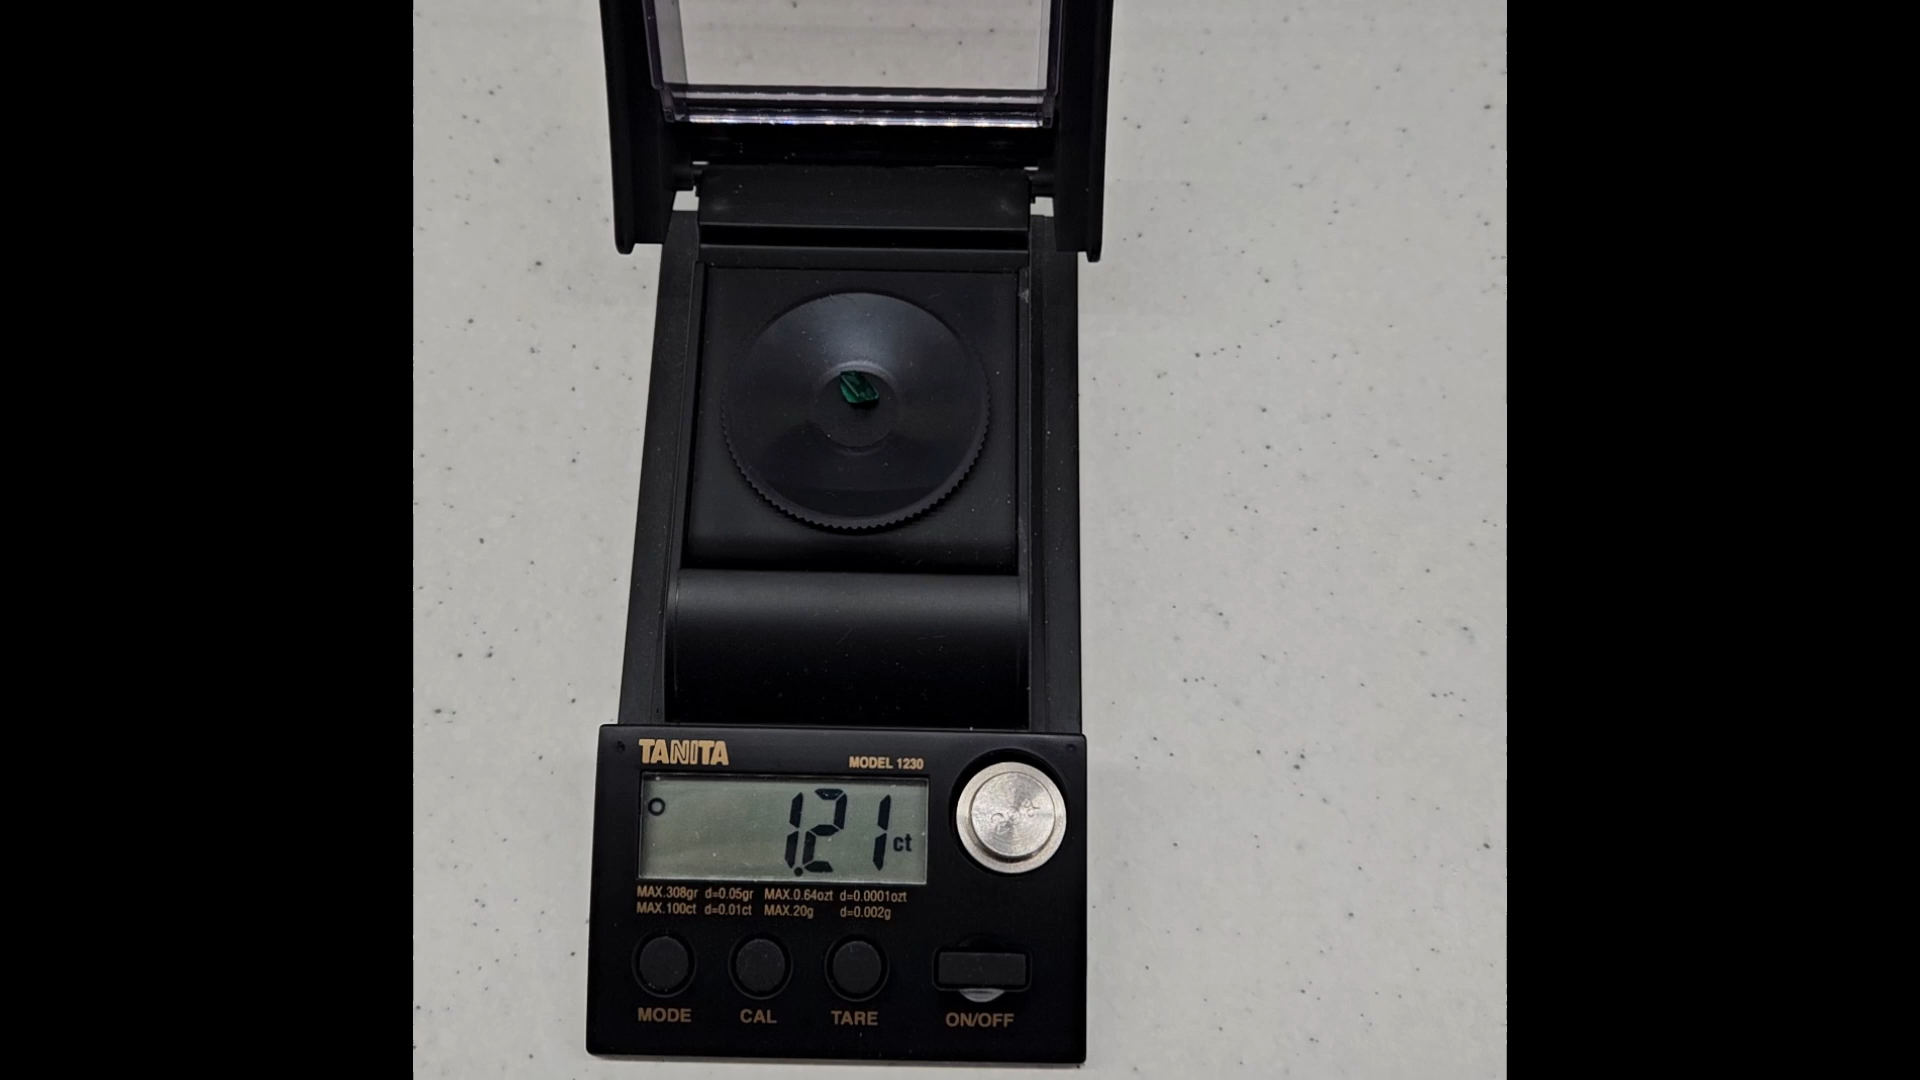 TANITA
MODEL 1230
1.21 ct
MAX.308gr d=0.05gr MAX.0.64ozt d=0.0001ozt
MAX.100ct d=0.01ct MAX.20g d=0.002g
MODE CAL TARE ON/OFF